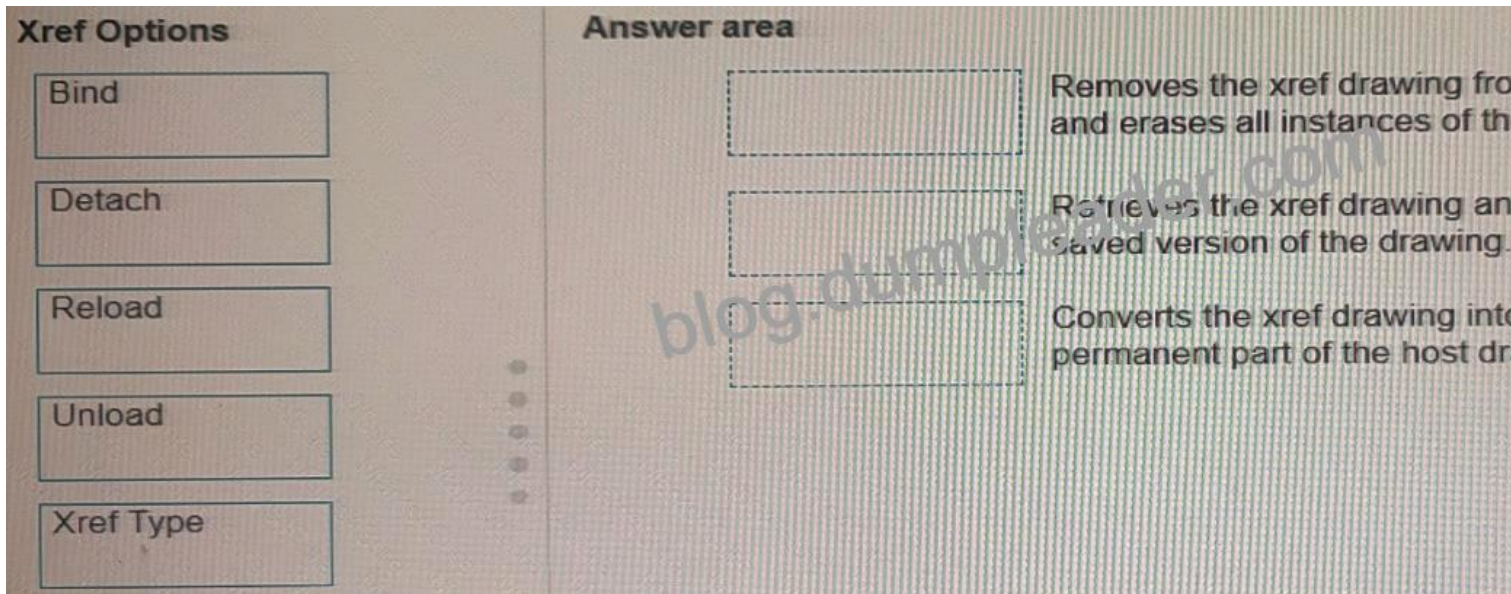 Xref Options
Bind
Detach
Reload
Unload
Xref Type
Answer area
Removes the xref drawing fro
and erases all instances of th
Retrieves the xref drawing an
saved version of the drawing.
Converts the xref drawing into
permanent part of the host dr
blog.dumpleader.com